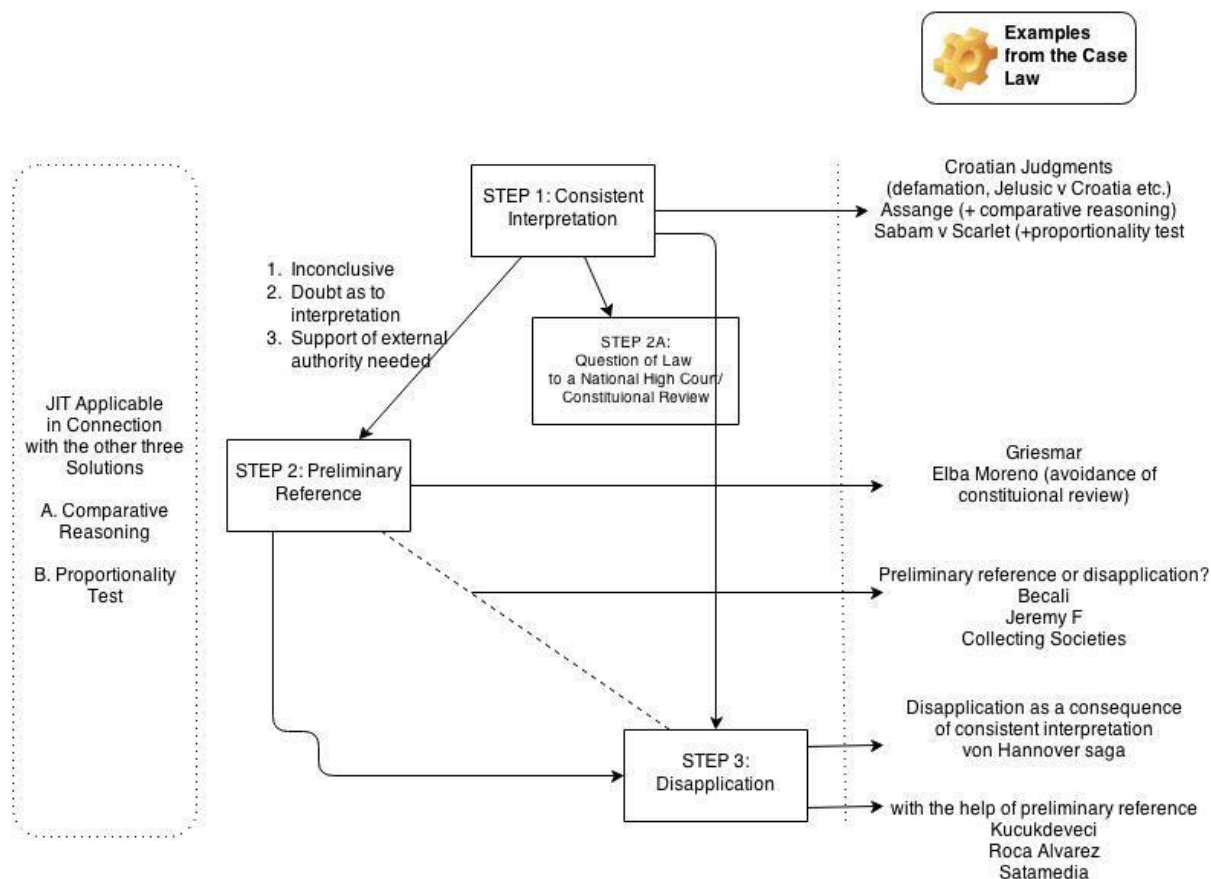 Examples
from the Case
Law
JIT Applicable
in Connection
with the other three
Solutions
A. Comparative
Reasoning
B. Proportionality
Test
STEP 1: Consistent
Interpretation
1. Inconclusive
2. Doubt as to
interpretation
3. Support of external
authority needed
STEP 2A:
Question of Law
to a National High Court/
Constituional Review
STEP 2: Preliminary
Reference
STEP 3:
Disapplication
Croatian Judgments
(defamation, Jelusic v Croatia etc.)
Assange (+ comparative reasoning)
Sabam v Scarlet (+proportionality test
Griesmar
Elba Moreno (avoidance of
constituional review)
Preliminary reference or disapplication?
Becali
Jeremy F
Collecting Societies
Disapplication as a consequence
of consistent interpretation
von Hannover saga
with the help of preliminary reference
Kucukdeveci
Roca Alvarez
Satamedia